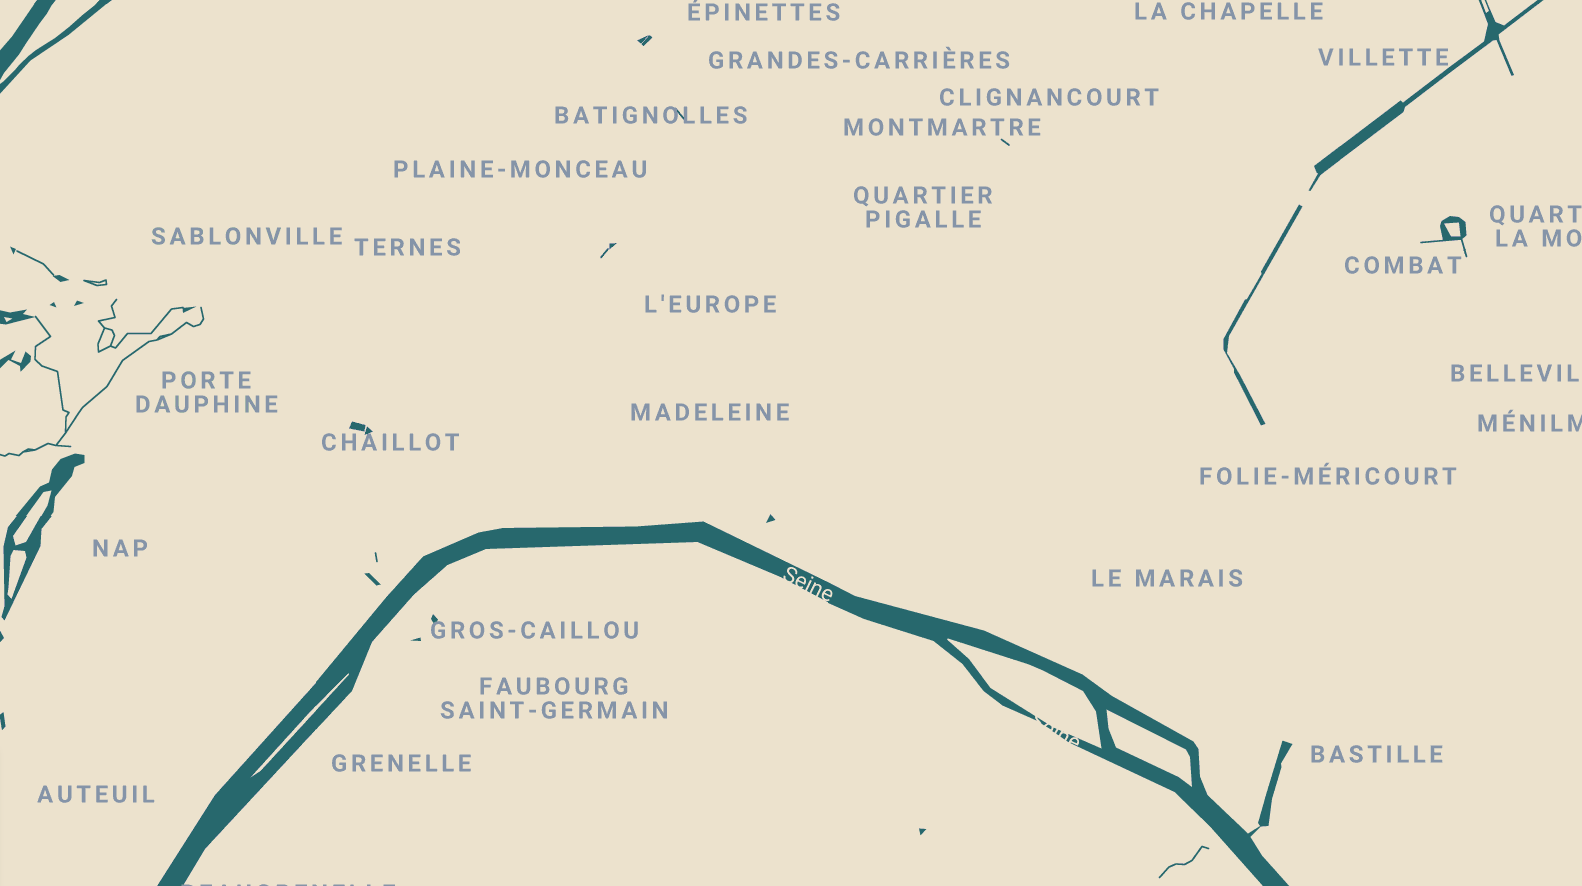 ÉPINETTES
LA CHAPELLE
GRANDES-CARRIÈRES
VILLETTE
CLIGNANCOURT
BATIGNOLLES
MONTMARTRE
PLAINE-MONCEAU
QUARTIER
PIGALLE
QUART
LA MO
SABLONVILLE
TERNES
COMBAT
L'EUROPE
PORTE
DAUPHINE
BELLEVIL
MADELEINE
MÉNILM
CHAILLOT
FOLIE-MÉRICOURT
NAP
Seine
LE MARAIS
GROS-CAILLOU
FAUBOURG
SAINT-GERMAIN
GRENELLE
BASTILLE
AUTEUIL